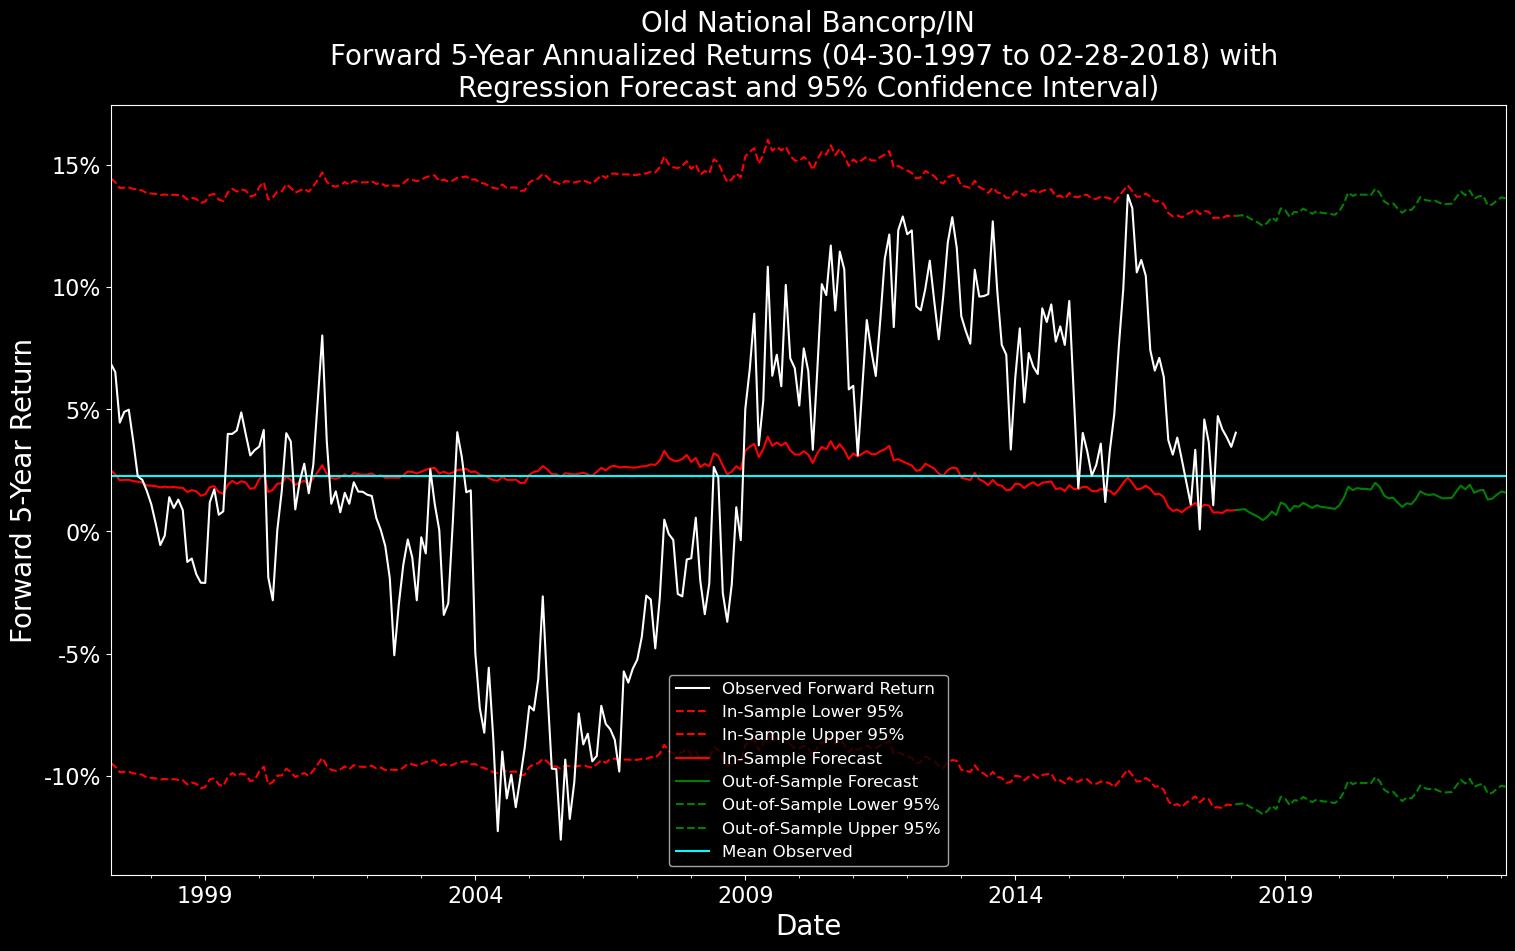 Old National Bancorp/IN
Forward 5-Year Annualized Returns (04-30-1997 to 02-28-2018) with
Regression Forecast and 95% Confidence Interval)
Forward 5-Year Return
15%
10%
5%
0%
-5%
-10%
Observed Forward Return
In-Sample Lower 95%
In-Sample Upper 95%
In-Sample Forecast
Out-of-Sample Forecast
Out-of-Sample Lower 95%
Out-of-Sample Upper 95%
Mean Observed
1999 2004 2009 2014 2019
Date